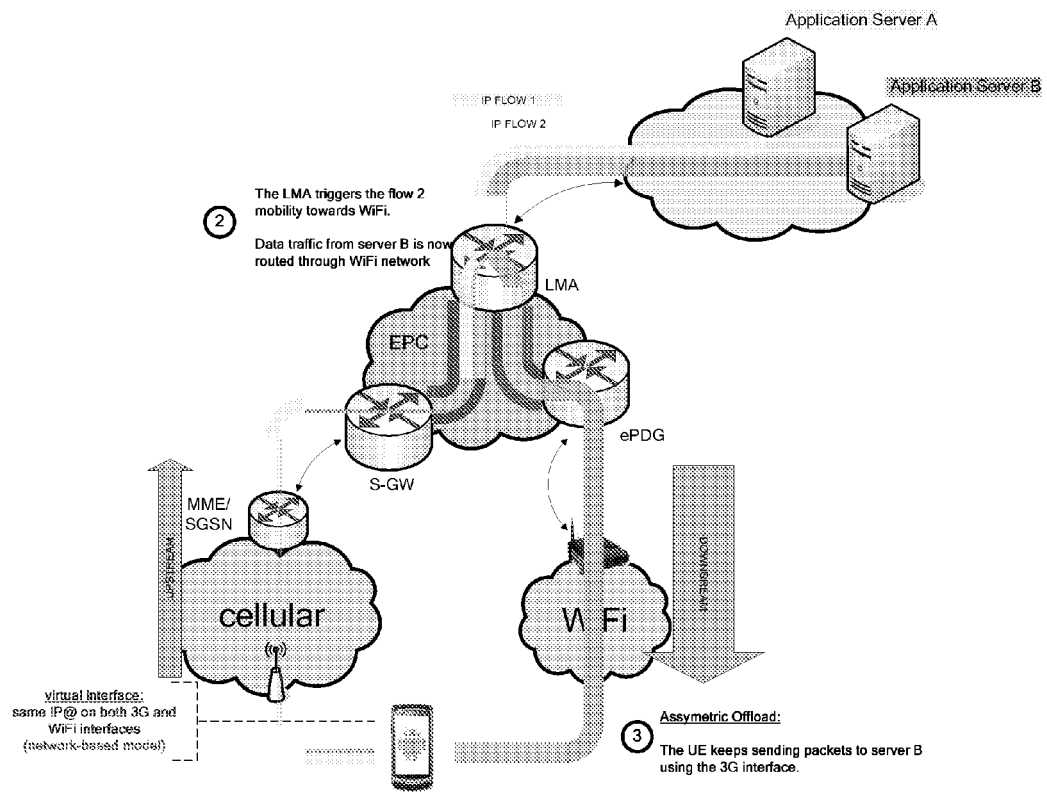 Application Server A
Application Server B
IP FLOW 1
IP FLOW 2
2
The LMA triggers the flow 2
mobility towards WiFi.
Data traffic from server B is now
routed through WiFi network
LMA
EPC
ePDG
S-GW
MME/
SGSN
UPSTREAM
DOWNSTREAM
cellular
WiFi
virtual interface:
same IP@ on both 3G and
WiFi interfaces
(network-based model)
3
Assymetric Offload:
The UE keeps sending packets to server B
using the 3G interface.